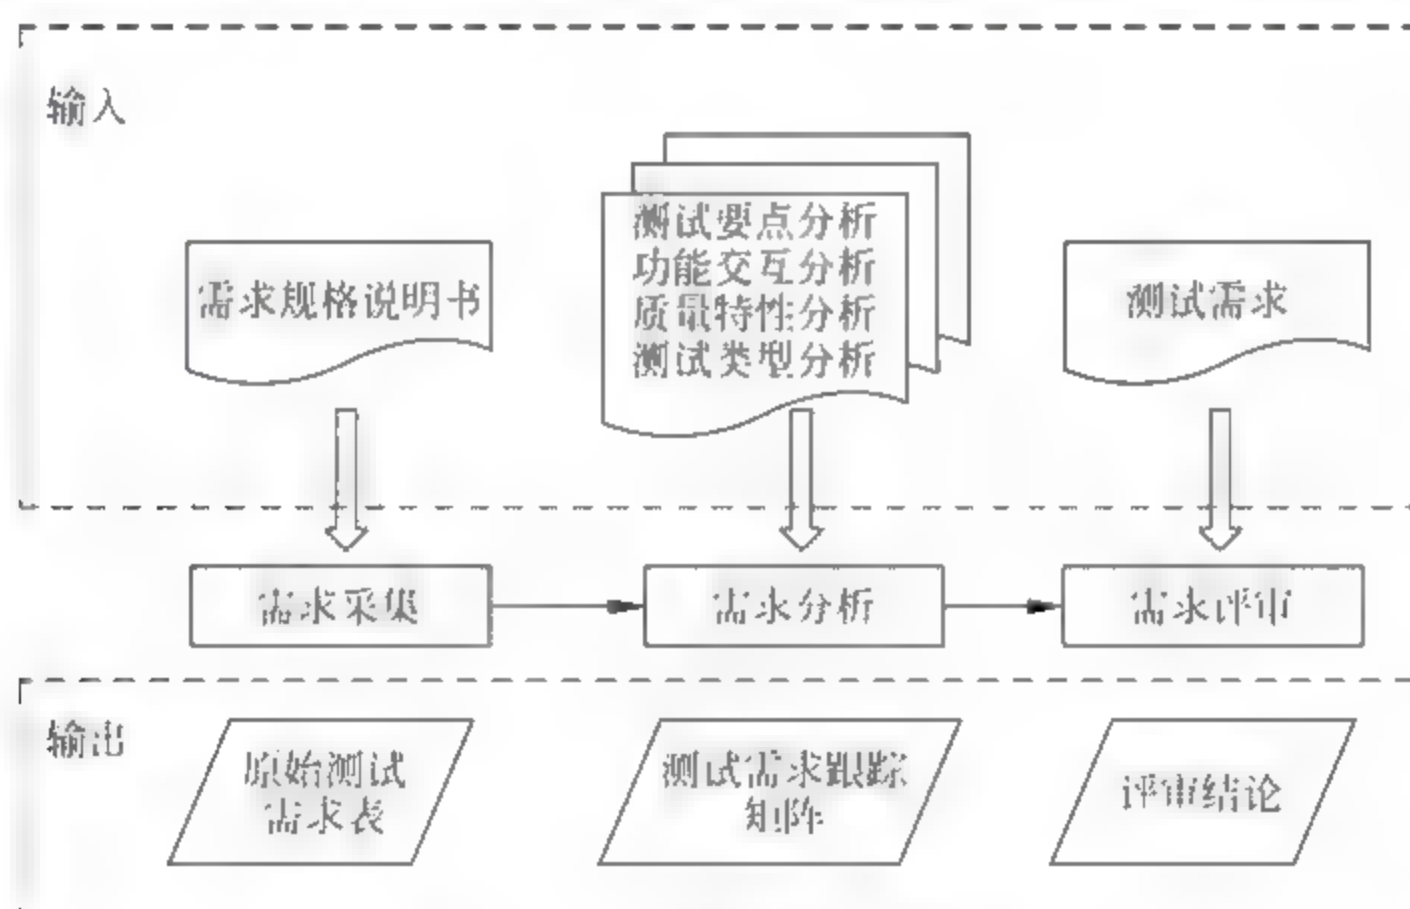 输入
需求规格说明书
测试要点分析
功能交互分析
质量特性分析
测试类型分析
测试需求
需求采集
需求分析
需求评审
输出
原始测试
需求表
测试需求跟踪
矩阵
评审结论